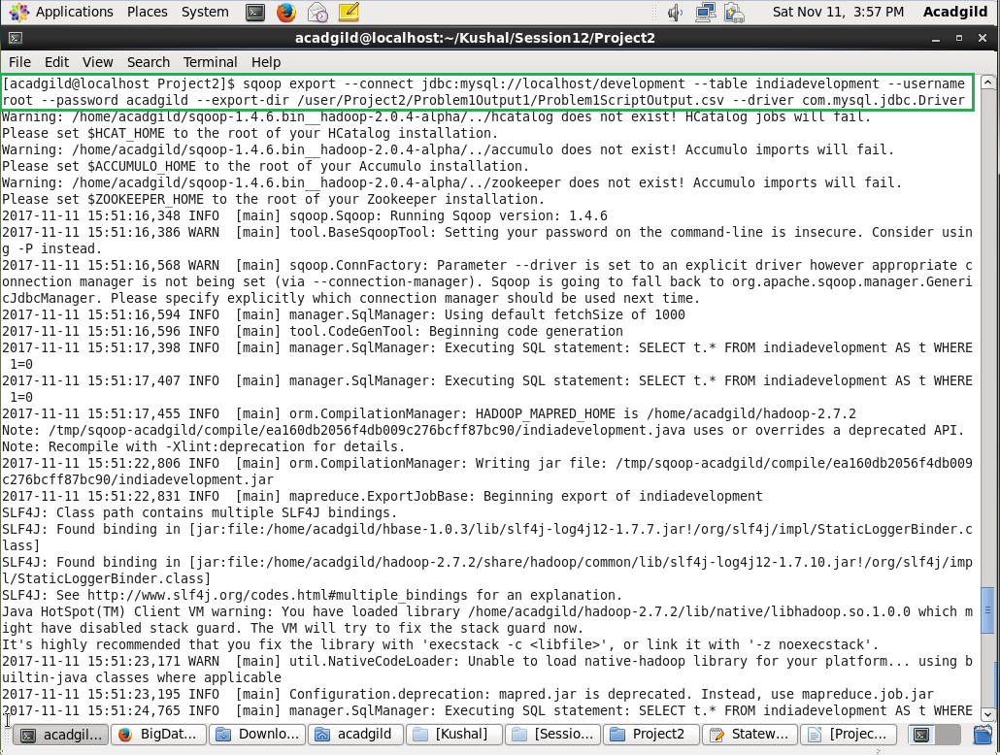 Applications Places System Sat Nov 11, 3:57 PM Acadgild
acadgild@localhost:~/Kushal/Session12/Project2
File Edit View Search Terminal Help
[acadgild@localhost Project2]$ sqoop export --connect jdbc:mysql://localhost/development --table indiadevelopment --username
root --password acadgild --export-dir /user/Project2/Problem1Output1/Problem1ScriptOutput.csv --driver com.mysql.jdbc.Driver
Warning: /home/acadgild/sqoop-1.4.6.bin__hadoop-2.0.4-alpha/../hcatalog does not exist! HCatalog jobs will fail.
Please set $HCAT_HOME to the root of your HCatalog installation.
Warning: /home/acadgild/sqoop-1.4.6.bin__hadoop-2.0.4-alpha/../accumulo does not exist! Accumulo imports will fail.
Please set $ACCUMULO_HOME to the root of your Accumulo installation.
Warning: /home/acadgild/sqoop-1.4.6.bin__hadoop-2.0.4-alpha/../zookeeper does not exist! Accumulo imports will fail.
Please set $ZOOKEEPER_HOME to the root of your Zookeeper installation.
2017-11-11 15:51:16,348 INFO  [main] sqoop.Sqoop: Running Sqoop version: 1.4.6
2017-11-11 15:51:16,386 WARN  [main] tool.BaseSqoopTool: Setting your password on the command-line is insecure. Consider usin
g -P instead.
2017-11-11 15:51:16,568 WARN  [main] sqoop.ConnFactory: Parameter --driver is set to an explicit driver however appropriate c
onnection manager is not being set (via --connection-manager). Sqoop is going to fall back to org.apache.sqoop.manager.Generi
cJdbcManager. Please specify explicitly which connection manager should be used next time.
2017-11-11 15:51:16,594 INFO  [main] manager.SqlManager: Using default fetchSize of 1000
2017-11-11 15:51:16,596 INFO  [main] tool.CodeGenTool: Beginning code generation
2017-11-11 15:51:17,398 INFO  [main] manager.SqlManager: Executing SQL statement: SELECT t.* FROM indiadevelopment AS t WHERE
 1=0
2017-11-11 15:51:17,407 INFO  [main] manager.SqlManager: Executing SQL statement: SELECT t.* FROM indiadevelopment AS t WHERE
 1=0
2017-11-11 15:51:17,455 INFO  [main] orm.CompilationManager: HADOOP_MAPRED_HOME is /home/acadgild/hadoop-2.7.2
Note: /tmp/sqoop-acadgild/compile/ea160db2056f4db009c276bcff87bc90/indiadevelopment.java uses or overrides a deprecated API.
Note: Recompile with -Xlint:deprecation for details.
2017-11-11 15:51:22,806 INFO  [main] orm.CompilationManager: Writing jar file: /tmp/sqoop-acadgild/compile/ea160db2056f4db009
c276bcff87bc90/indiadevelopment.jar
2017-11-11 15:51:22,831 INFO  [main] mapreduce.ExportJobBase: Beginning export of indiadevelopment
SLF4J: Class path contains multiple SLF4J bindings.
SLF4J: Found binding in [jar:file:/home/acadgild/hbase-1.0.3/lib/slf4j-log4j12-1.7.7.jar!/org/slf4j/impl/StaticLoggerBinder.c
lass]
SLF4J: Found binding in [jar:file:/home/acadgild/hadoop-2.7.2/share/hadoop/common/lib/slf4j-log4j12-1.7.10.jar!/org/slf4j/imp
l/StaticLoggerBinder.class]
SLF4J: See http://www.slf4j.org/codes.html#multiple_bindings for an explanation.
Java HotSpot(TM) Client VM warning: You have loaded library /home/acadgild/hadoop-2.7.2/lib/native/libhadoop.so.1.0.0 which m
ight have disabled stack guard. The VM will try to fix the stack guard now.
It's highly recommended that you fix the library with 'execstack -c <libfile>', or link it with '-z noexecstack'.
2017-11-11 15:51:23,171 WARN  [main] util.NativeCodeLoader: Unable to load native-hadoop library for your platform... using b
uiltin-java classes where applicable
2017-11-11 15:51:23,195 INFO  [main] Configuration.deprecation: mapred.jar is deprecated. Instead, use mapreduce.job.jar
2017-11-11 15:51:24,765 INFO  [main] manager.SqlManager: Executing SQL statement: SELECT t.* FROM indiadevelopment AS t WHERE
acadgil... BigDat... Downlo... acadgild [Kushal] [Sessio... Project2 Statew... [Projec...